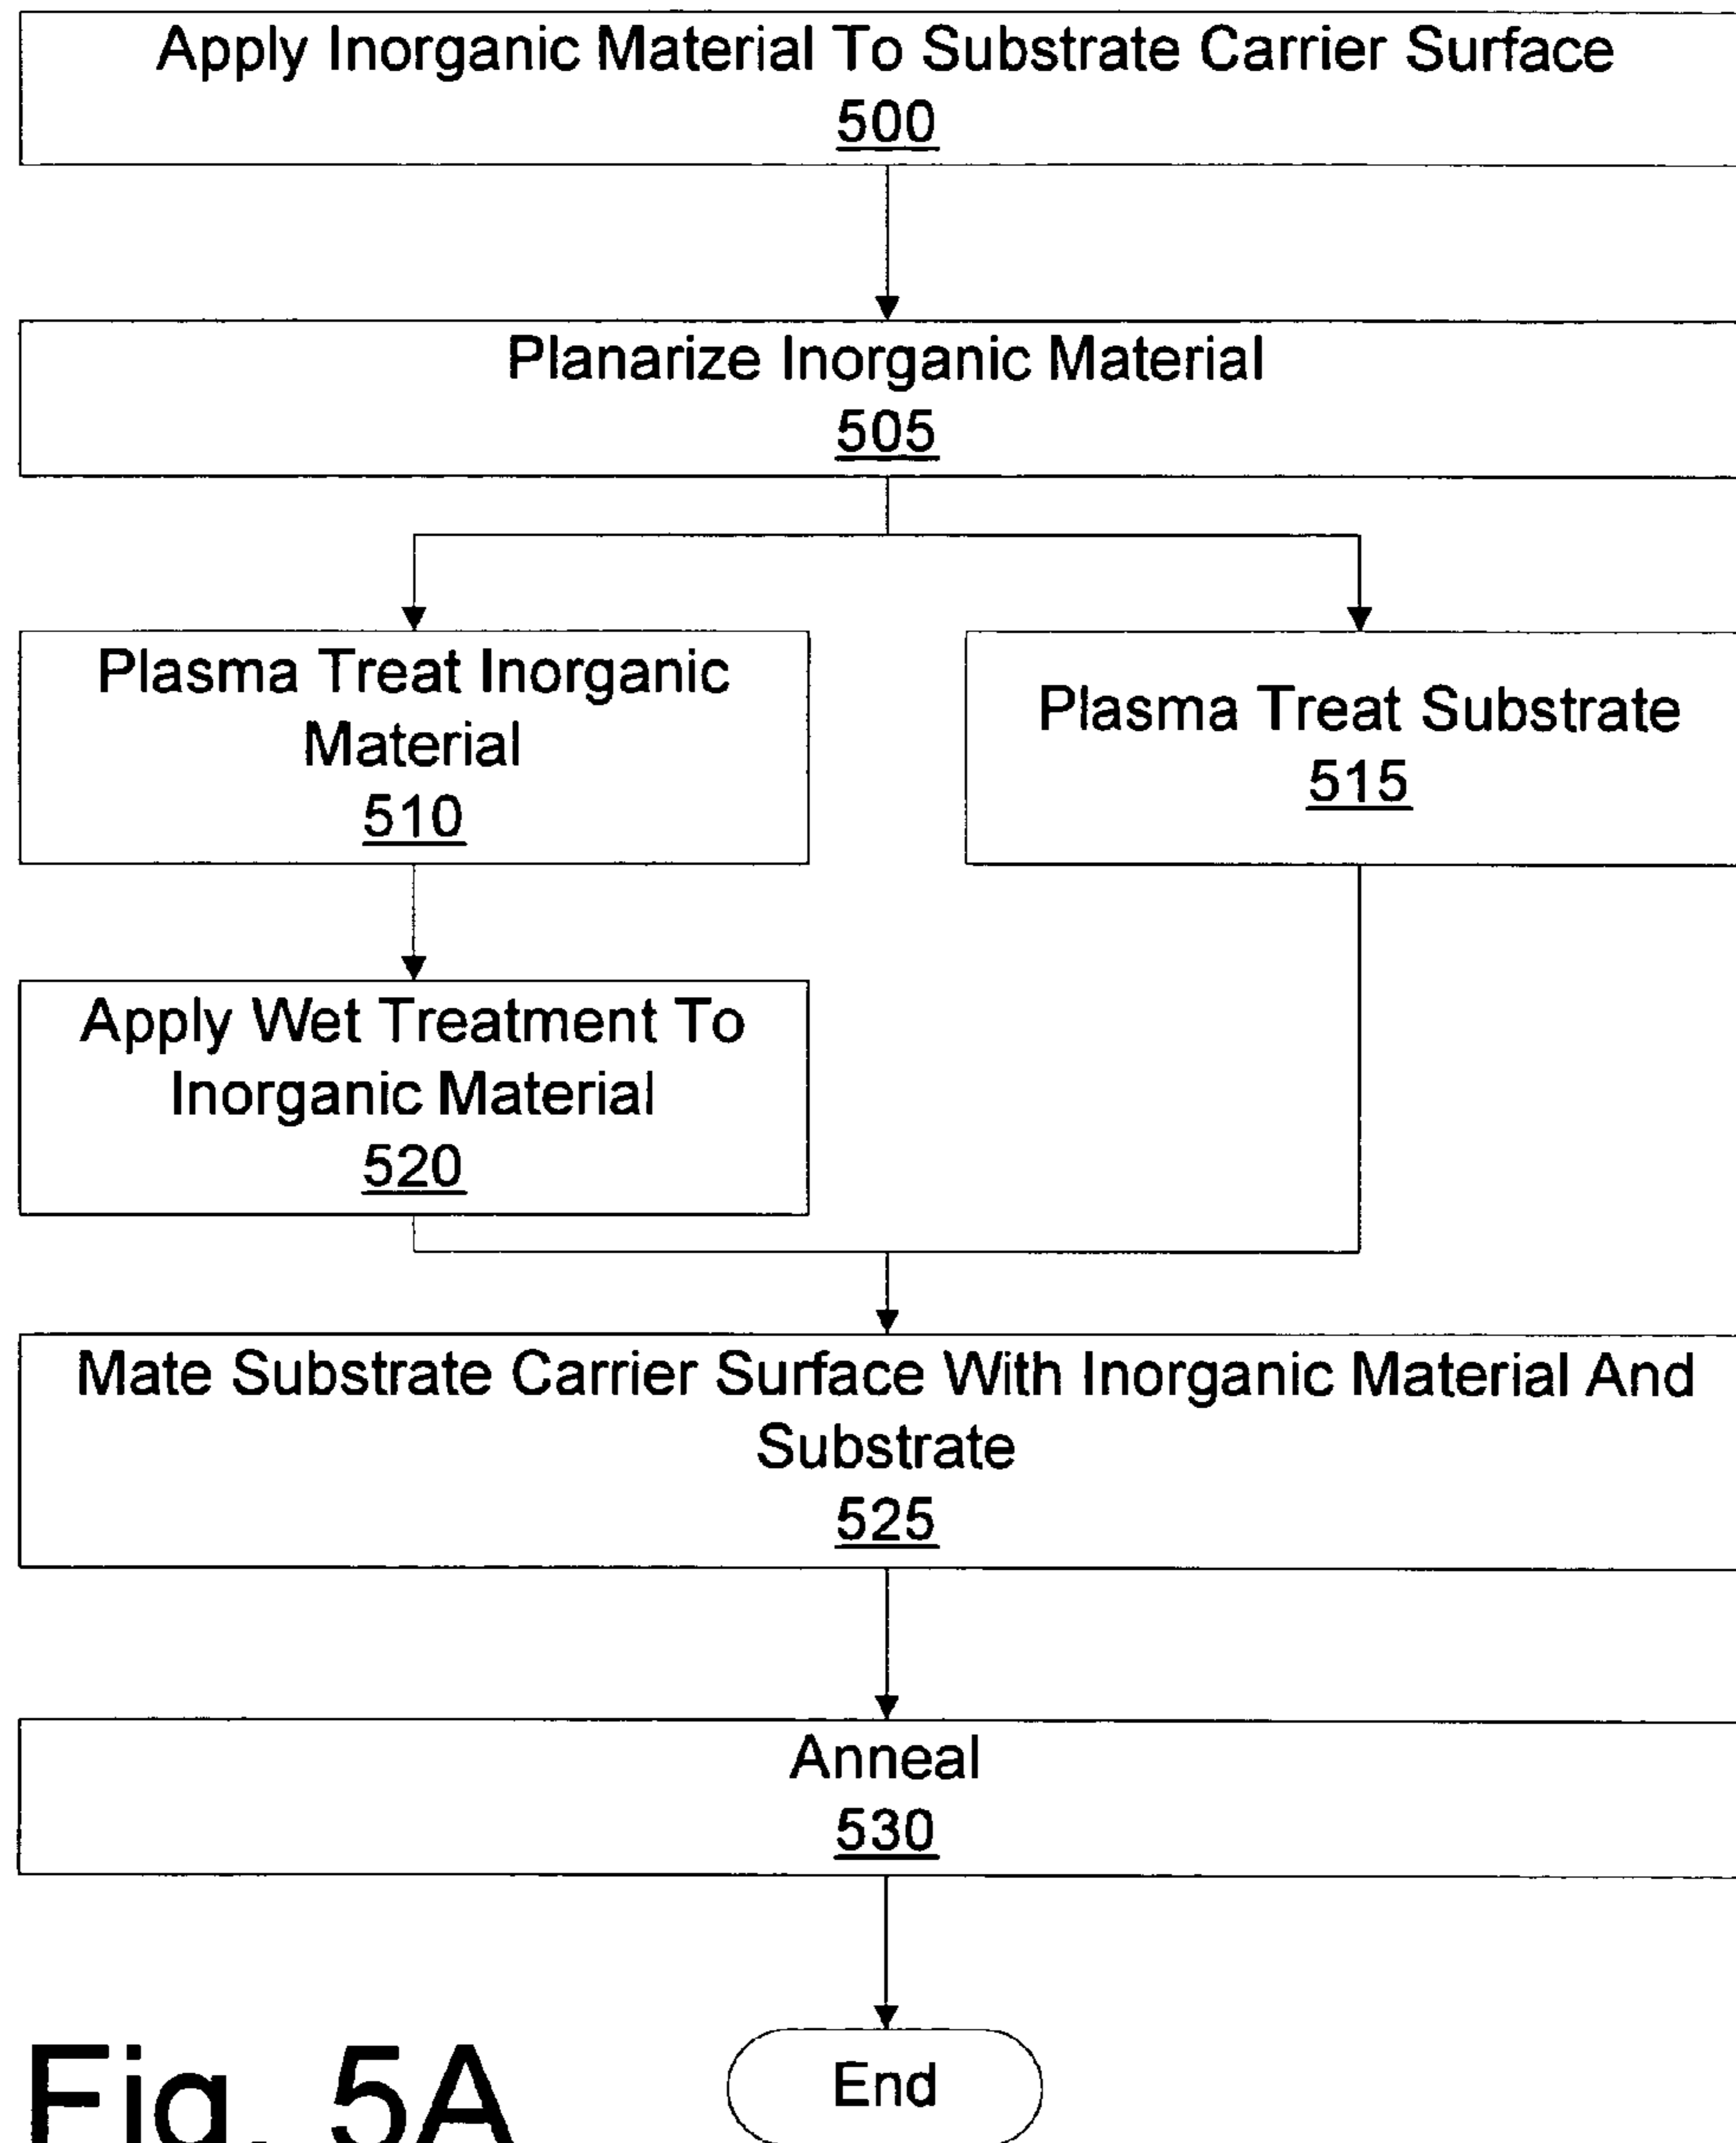 Apply Inorganic Material To Substrate Carrier Surface
500
Planarize Inorganic Material
505
Plasma Treat Inorganic
Material
510
Plasma Treat Substrate
515
Apply Wet Treatment To
Inorganic Material
520
Mate Substrate Carrier Surface With Inorganic Material And
Substrate
525
Anneal
530
End
Fig. 5A